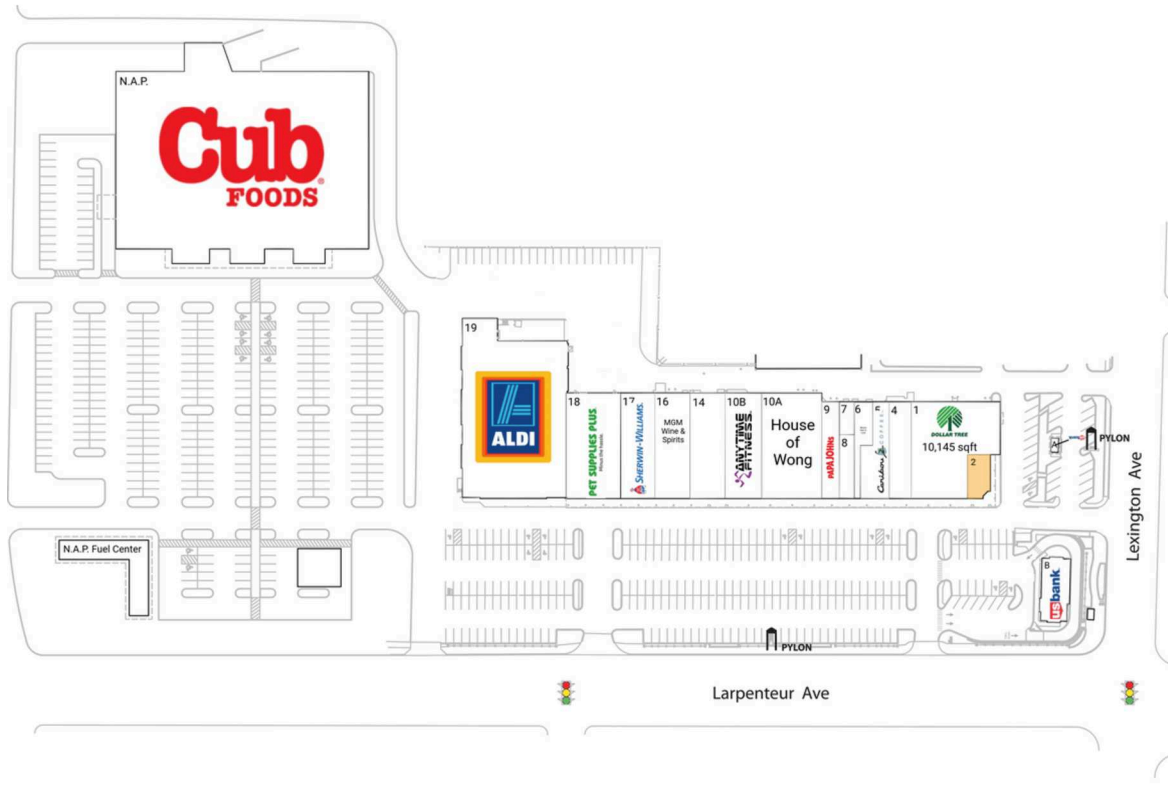 N.A.P.
Cub
FOODS
19
ALDI
18
PET SUPPLIES PLUS
17
SHERWIN-WILLIAMS.
16
MGM
Wine &
Spirits
14
10B
ANYTIME
FITNESS
10A
House
of
Wong
9
PAPA JOHNS
7
8
6
5
Caribou
COFFEE
4
1
DOLLAR TREE
10,145 sqft
2
A
PYLON
Lexington Ave
N.A.P. Fuel Center
B
usbank
PYLON
Larpenteur Ave